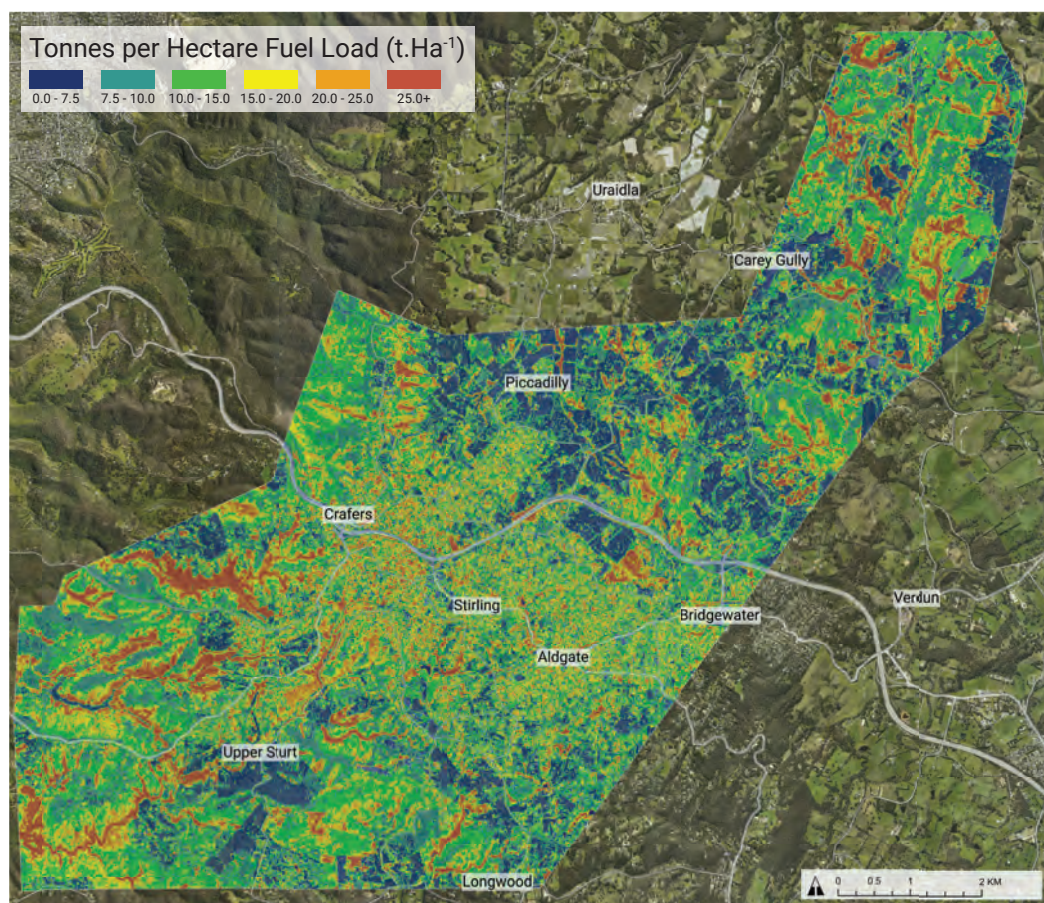 Tonnes per Hectare Fuel Load (t.Ha⁻¹)
0.0 - 7.5 7.5 - 10.0 10.0 - 15.0 15.0 - 20.0 20.0 - 25.0 25.0+
Uraidla
Carey Gully
Piccadilly
Crafers
Stirling
Verdun
Bridgewater
Aldgate
Upper Sturt
Longwood
0 0.5 1 2 KM